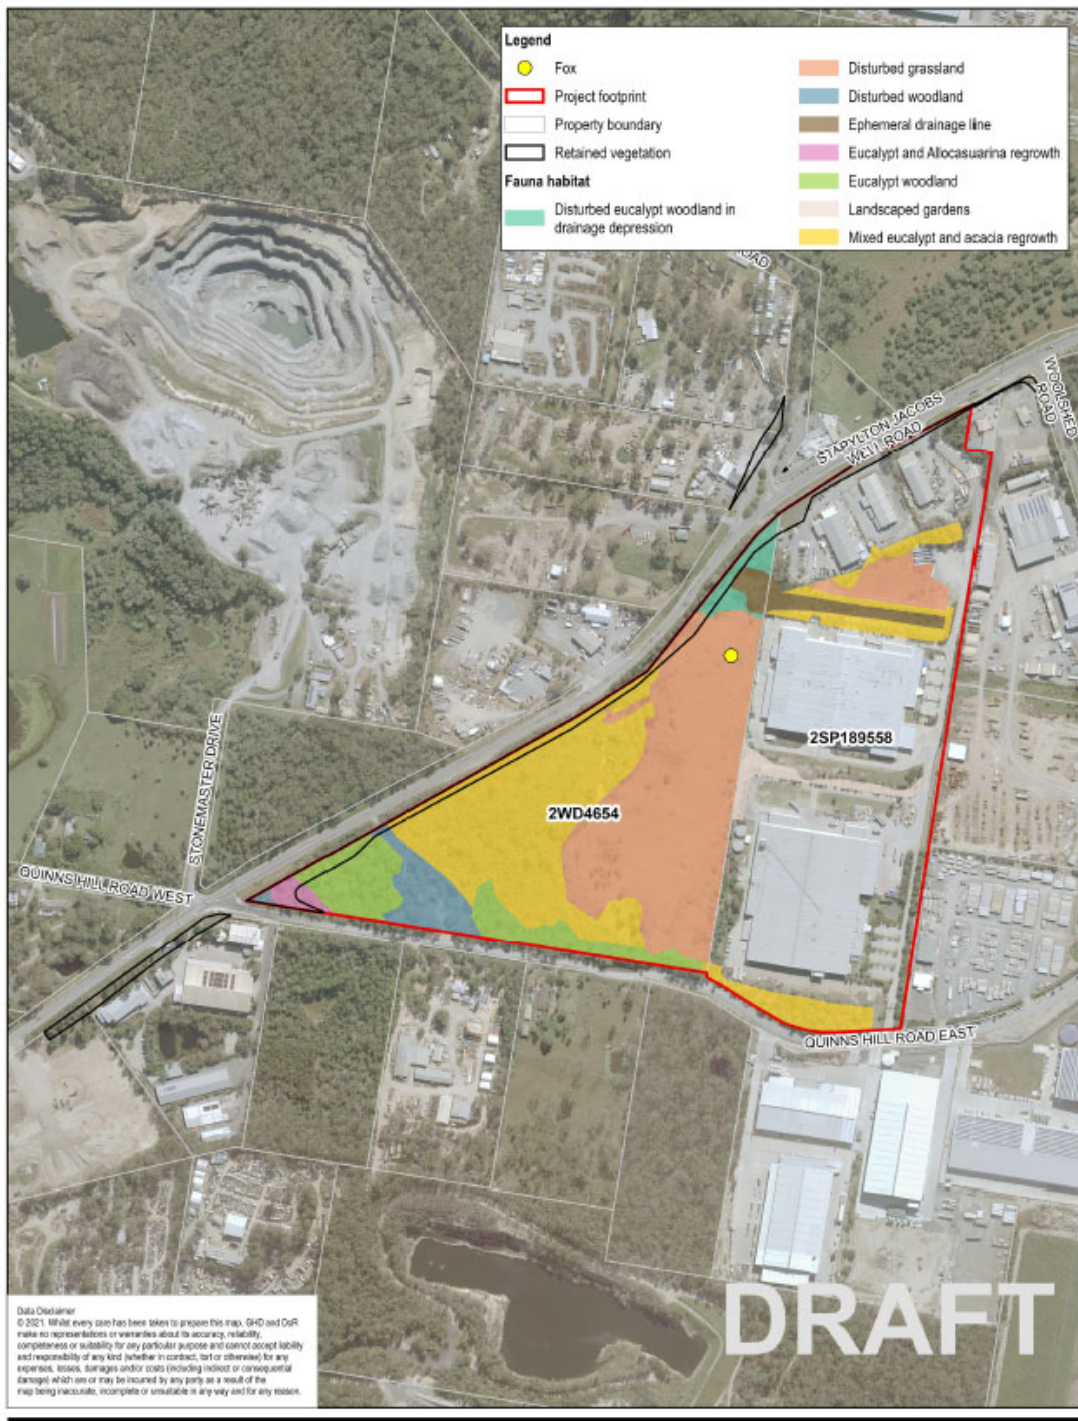 Legend
Fox
Project footprint
Property boundary
Retained vegetation
Fauna habitat
Disturbed eucalypt woodland in
drainage depression
Disturbed grassland
Disturbed woodland
Ephemeral drainage line
Eucalypt and Allocasuarina regrowth
Eucalypt woodland
Landscaped gardens
Mixed eucalypt and acacia regrowth
ROAD
WOOLSHED
ROAD
STAPYLTON JACOBS
WELL ROAD
2SP189558
2WD4654
STONEMASTER DRIVE
QUINNS HILL ROAD WEST
QUINNS HILL ROAD EAST
DRAFT
Data Disclaimer
© 2021. Whilst every care has been taken to prepare this map, GHD and DoR
make no representations or warranties about its accuracy, reliability,
completeness or suitability for any particular purpose and cannot accept liability
and responsibility of any kind (whether in contract, tort or otherwise) for any
expenses, losses, damages and/or costs (including indirect or consequential
damage) which are or may be incurred by any party as a result of the
map being inaccurate, incomplete or unsuitable in any way and for any reason.